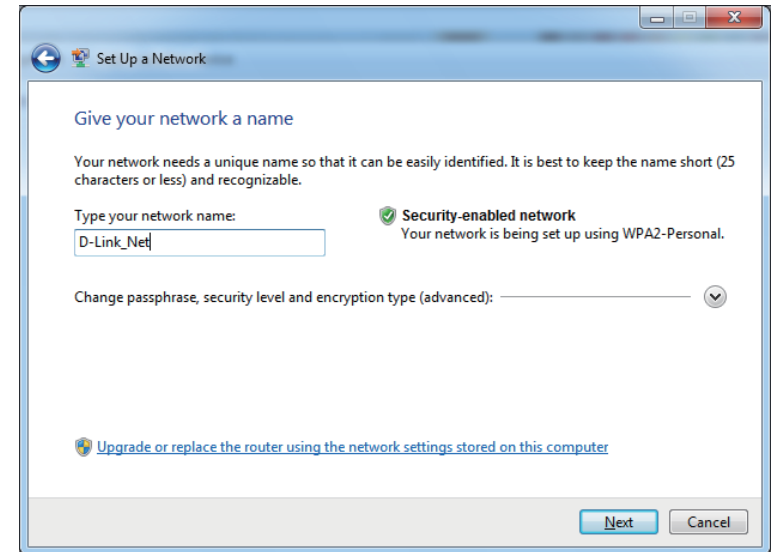 Set Up a Network
Give your network a name
Your network needs a unique name so that it can be easily identified. It is best to keep the name short (25
characters or less) and recognizable.
Type your network name:
D-Link_Net
Security-enabled network
Your network is being set up using WPA2-Personal.
Change passphrase, security level and encryption type (advanced):
Upgrade or replace the router using the network settings stored on this computer
Next
Cancel